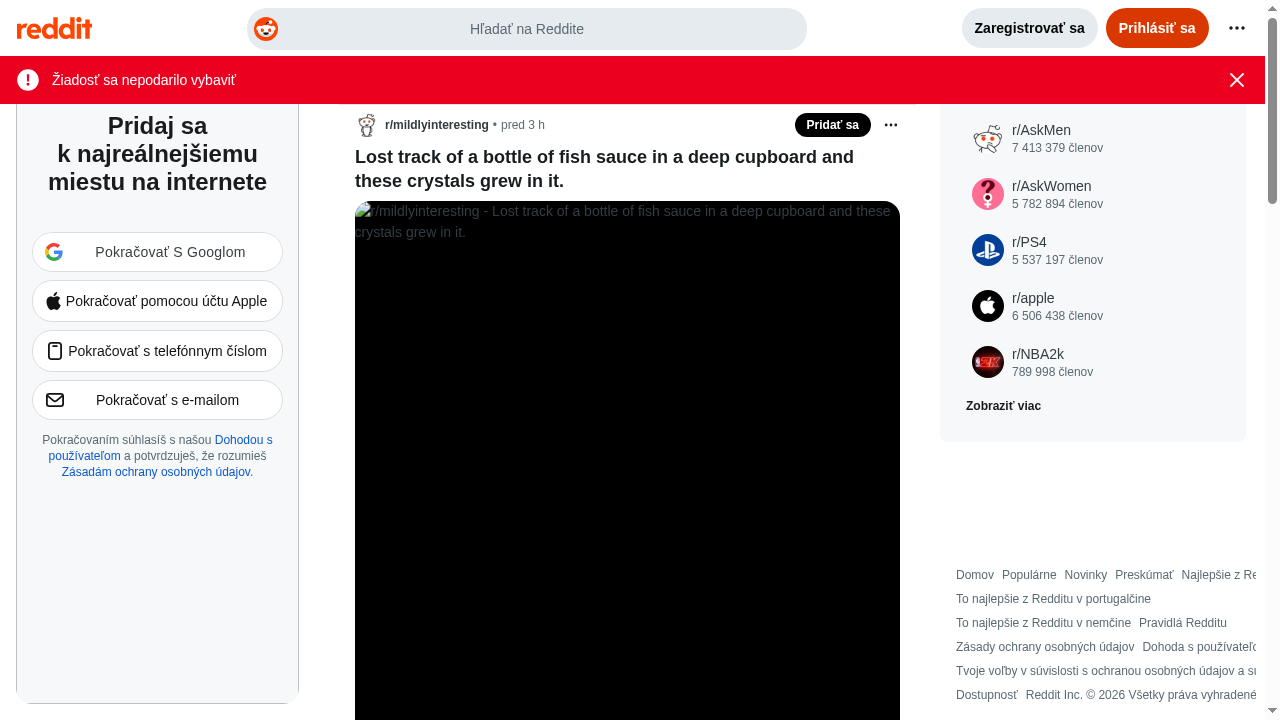 reddit
Hľadať na Reddite
Zaregistrovať sa
Prihlásiť sa
Žiadosť sa nepodarilo vybaviť
Pridaj sa
k najreálnejšiemu
miestu na internete
Pokračovať S Googlom
Pokračovať pomocou účtu Apple
Pokračovať s telefónnym číslom
Pokračovať s e-mailom
Pokračovaním súhlasíš s našou Dohodou s
používateľom a potvrdzuješ, že rozumieš
Zásadám ochrany osobných údajov.
r/mildlyinteresting • pred 3 h
Pridať sa
Lost track of a bottle of fish sauce in a deep cupboard and
these crystals grew in it.
r/mildlyinteresting - Lost track of a bottle of fish sauce in a deep cupboard and these
crystals grew in it.
r/AskMen
7 413 379 členov
r/AskWomen
5 782 894 členov
r/PS4
5 537 197 členov
r/apple
6 506 438 členov
r/NBA2k
789 998 členov
Zobraziť viac
Domov Populárne Novinky Preskúmať Najlepšie z Re
To najlepšie z Redditu v portugalčine
To najlepšie z Redditu v nemčine Pravidlá Redditu
Zásady ochrany osobných údajov Dohoda s používateľo
Tvoje voľby v súvislosti s ochranou osobných údajov a su
Dostupnosť Reddit Inc. © 2026 Všetky práva vyhradené